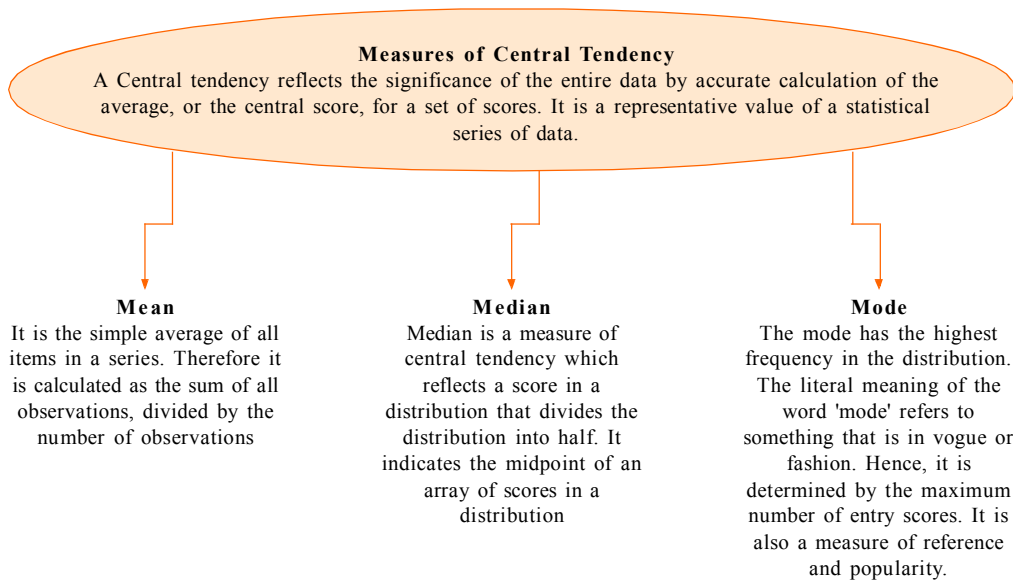 Measures of Central Tendency
A Central tendency reflects the significance of the entire data by accurate calculation of the
average, or the central score, for a set of scores. It is a representative value of a statistical
series of data.
Mean
It is the simple average of all
items in a series. Therefore it
is calculated as the sum of all
observations, divided by the
number of observations
Median
Median is a measure of
central tendency which
reflects a score in a
distribution that divides the
distribution into half. It
indicates the midpoint of an
array of scores in a
distribution
Mode
The mode has the highest
frequency in the distribution.
The literal meaning of the
word 'mode' refers to
something that is in vogue or
fashion. Hence, it is
determined by the maximum
number of entry scores. It is
also a measure of reference
and popularity.